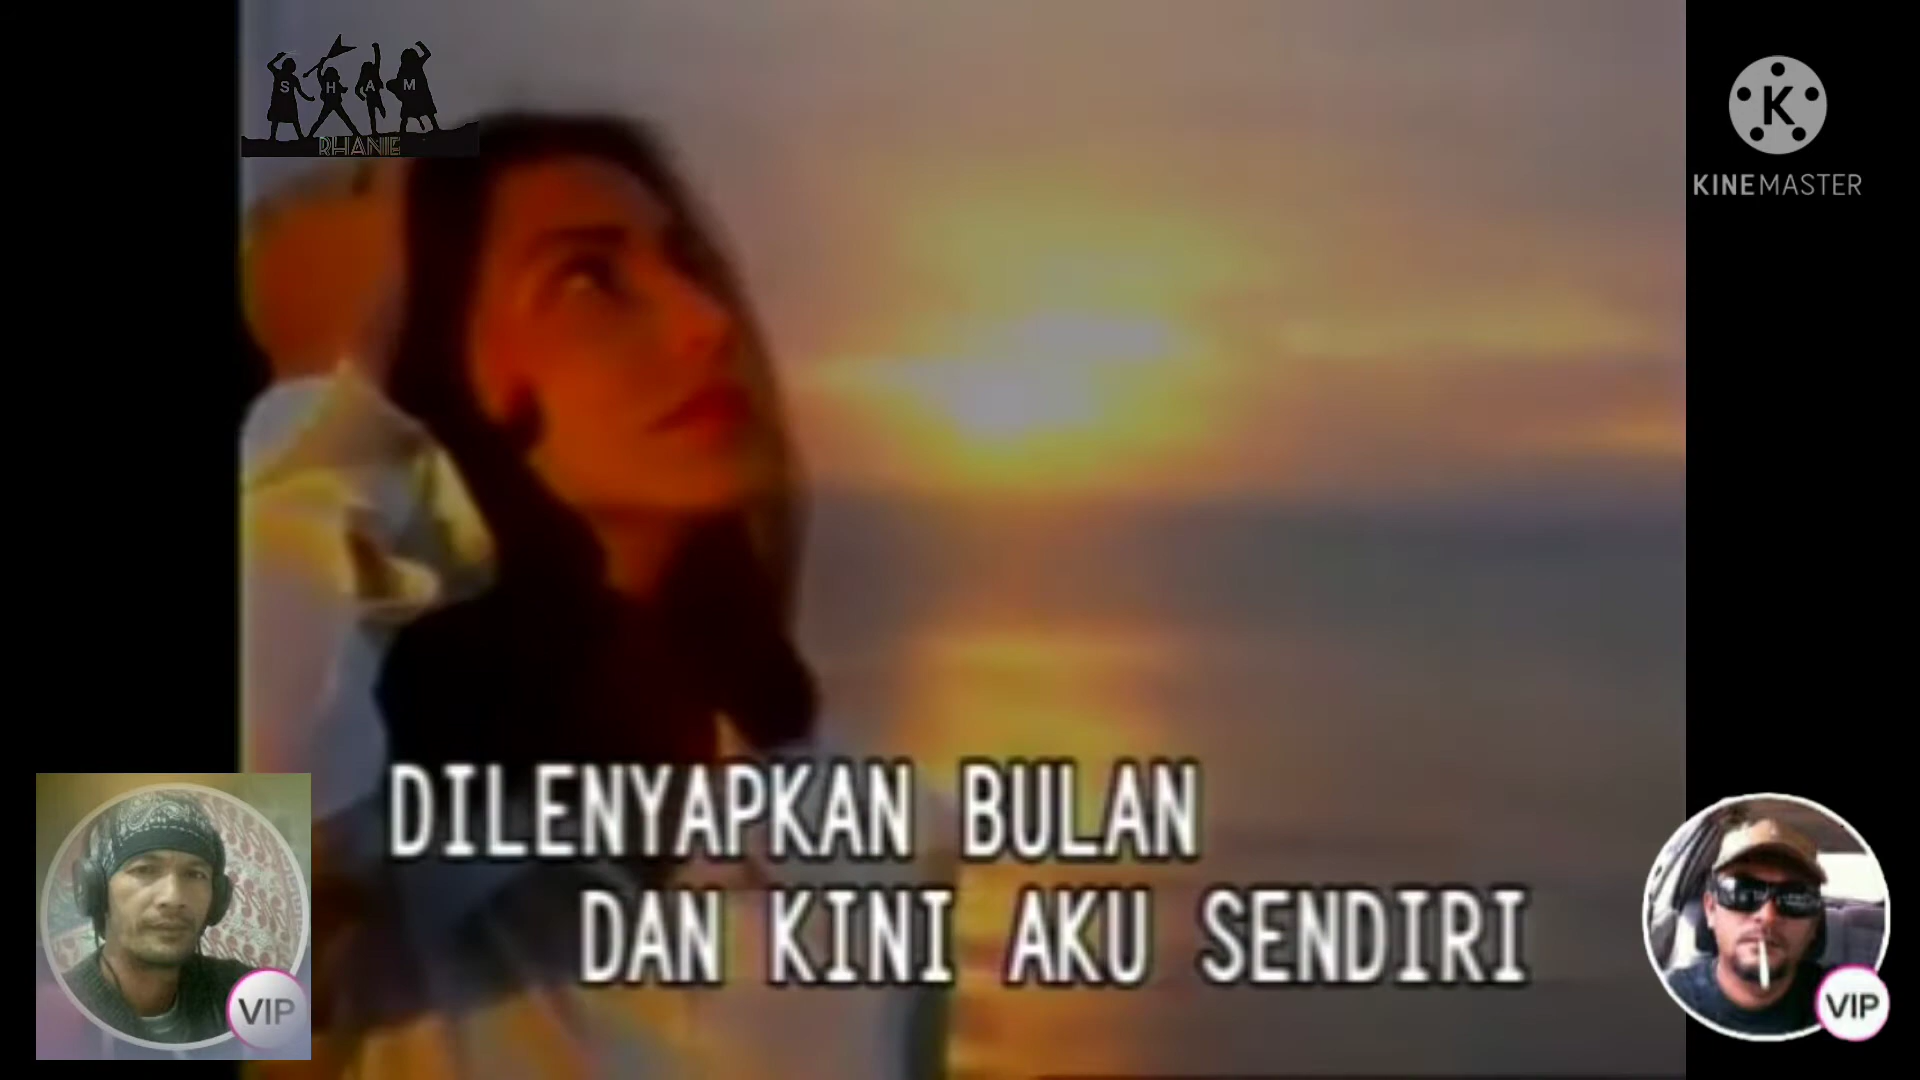 S H A M
RHANIE
K
KINEMASTER
DILENYAPKAN BULAN
DAN KINI AKU SENDIRI
VIP
VIP